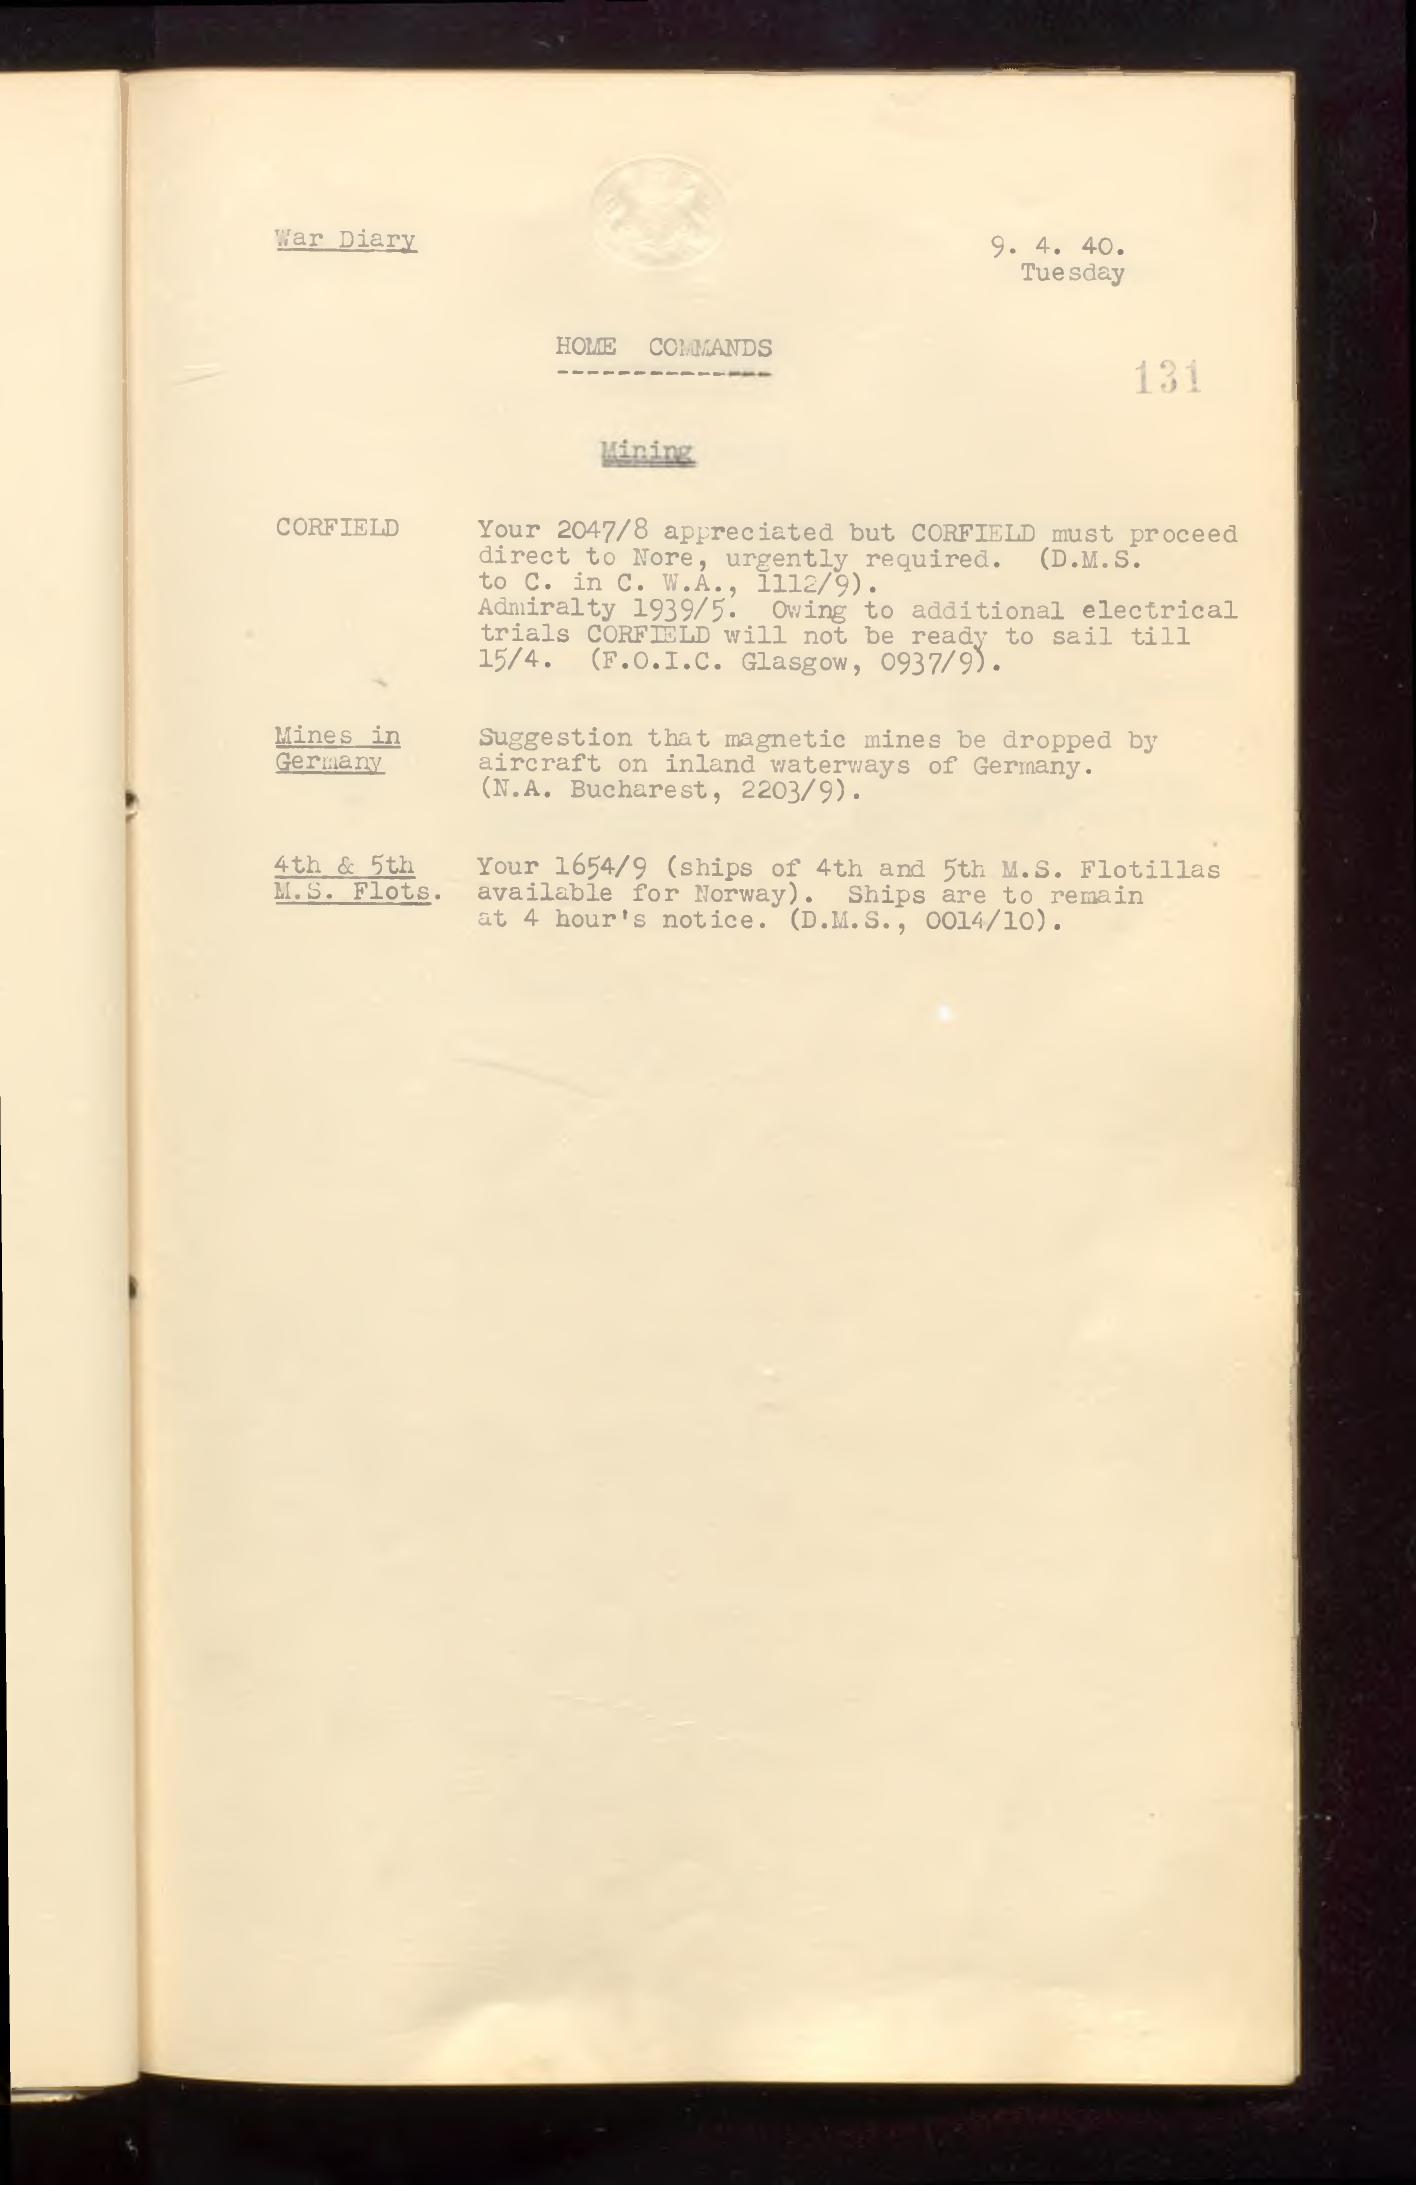 War Diary
9. 4. 40.
Tuesday
HOME COMMANDS
---------------
131
Mining
CORFIELD Your 2047/8 appreciated but CORFIELD must proceed
direct to Nore, urgently required. (D.M.S.
to C. in C. W.A., 1112/9).
Admiralty 1939/5. Owing to additional electrical
trials CORFIELD will not be ready to sail till
15/4. (F.O.I.C. Glasgow, 0937/9).
Mines in Suggestion that magnetic mines be dropped by
Germany aircraft on inland waterways of Germany.
(N.A. Bucharest, 2203/9).
4th & 5th Your 1654/9 (ships of 4th and 5th M.S. Flotillas
M.S. Flots. available for Norway). Ships are to remain
at 4 hour's notice. (D.M.S., 0014/10).